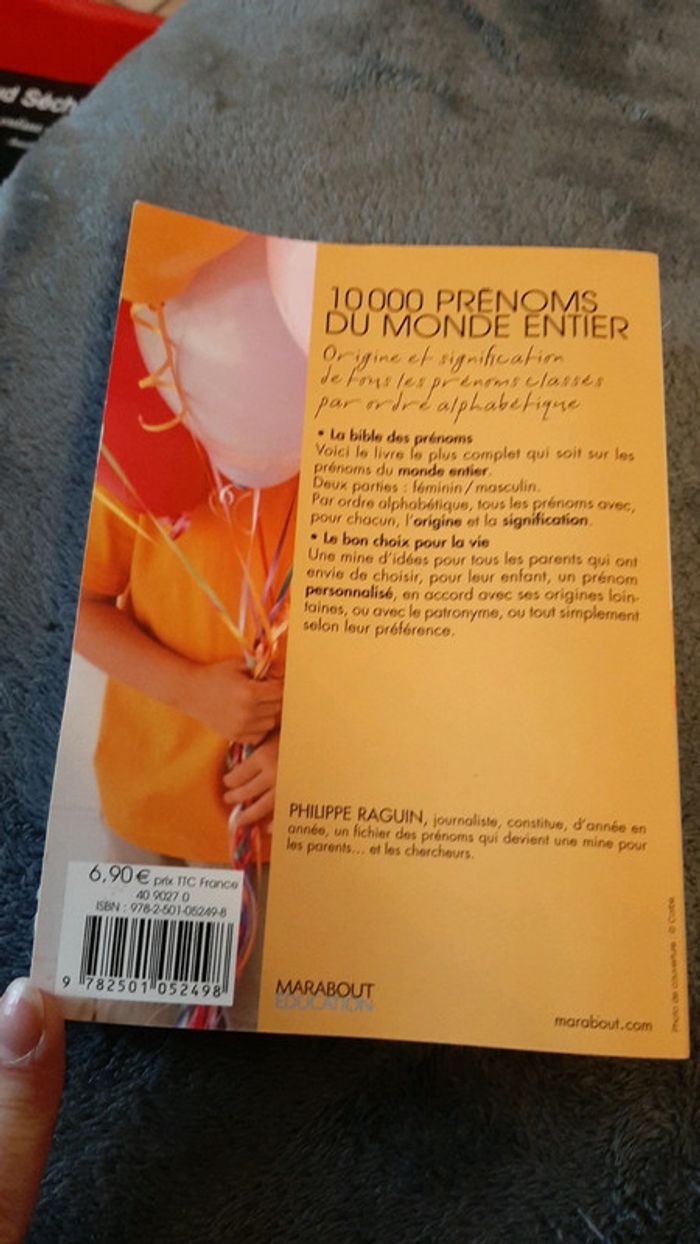 d Séch
10 000 PRÉNOMS
DU MONDE ENTIER
Origine et signification
de tous les prénoms classés
par ordre alphabétique
• La bible des prénoms
Voici le livre le plus complet qui soit sur les
prénoms du monde entier.
Deux parties : féminin / masculin.
Par ordre alphabétique, tous les prénoms avec,
pour chacun, l'origine et la signification.
• Le bon choix pour la vie
Une mine d'idées pour tous les parents qui ont
envie de choisir, pour leur enfant, un prénom
personnalisé, en accord avec ses origines loin-
taines, ou avec le patronyme, ou tout simplement
selon leur préférence.
PHILIPPE RAGUIN, journaliste, constitue, d'année en
année, un fichier des prénoms qui devient une mine pour
les parents... et les chercheurs.
6,90 € prix TTC France
40 9027 0
ISBN : 978-2-501-05249-8
9 782501 052498
MARABOUT
EDUCATION
marabout.com
Photo de couverture : © Corbis